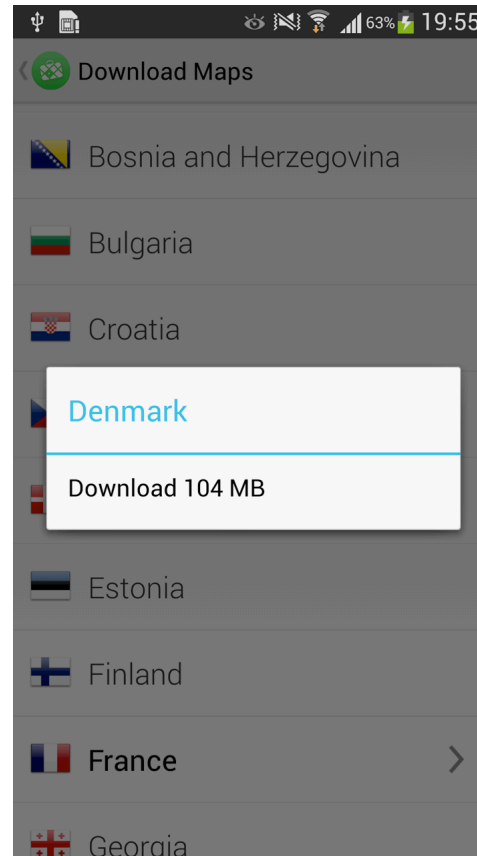 63% 19:55
Download Maps
Bosnia and Herzegovina
Bulgaria
Croatia
Denmark
Download 104 MB
Estonia
Finland
France
Georgia